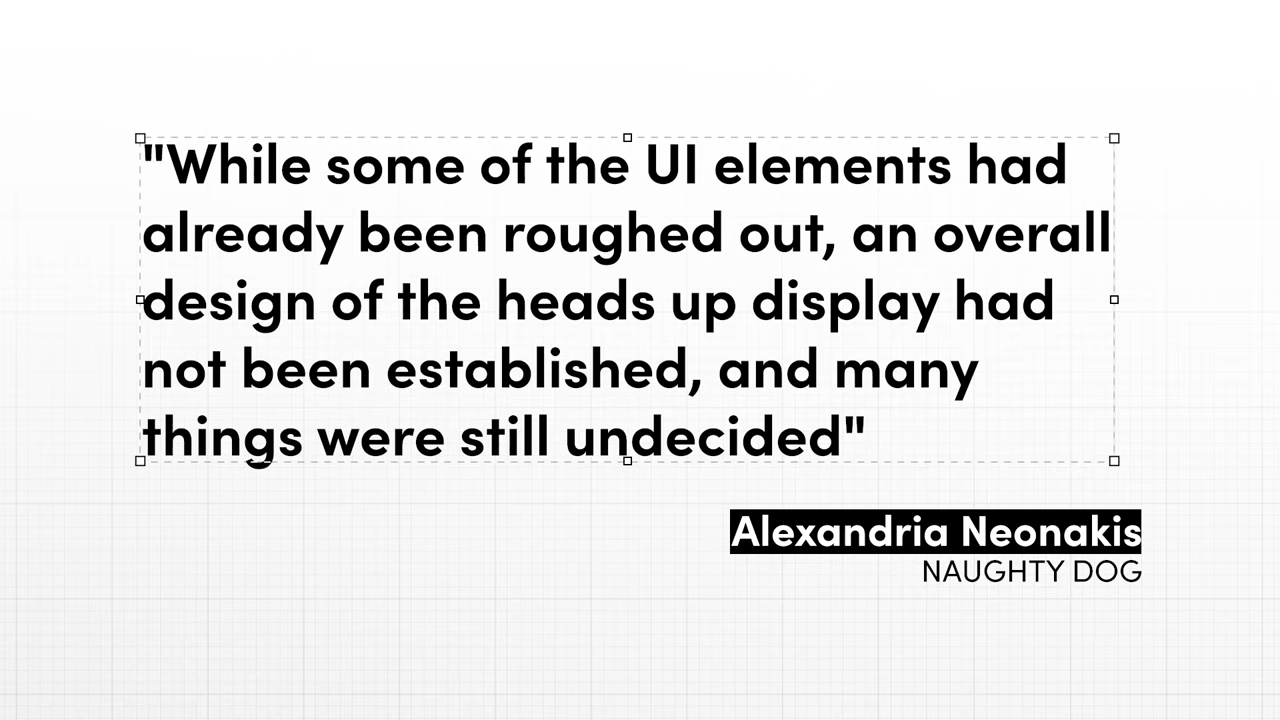 "While some of the UI elements had
already been roughed out, an overall
design of the heads up display had
not been established, and many
things were still undecided"
Alexandria Neonakis
NAUGHTY DOG